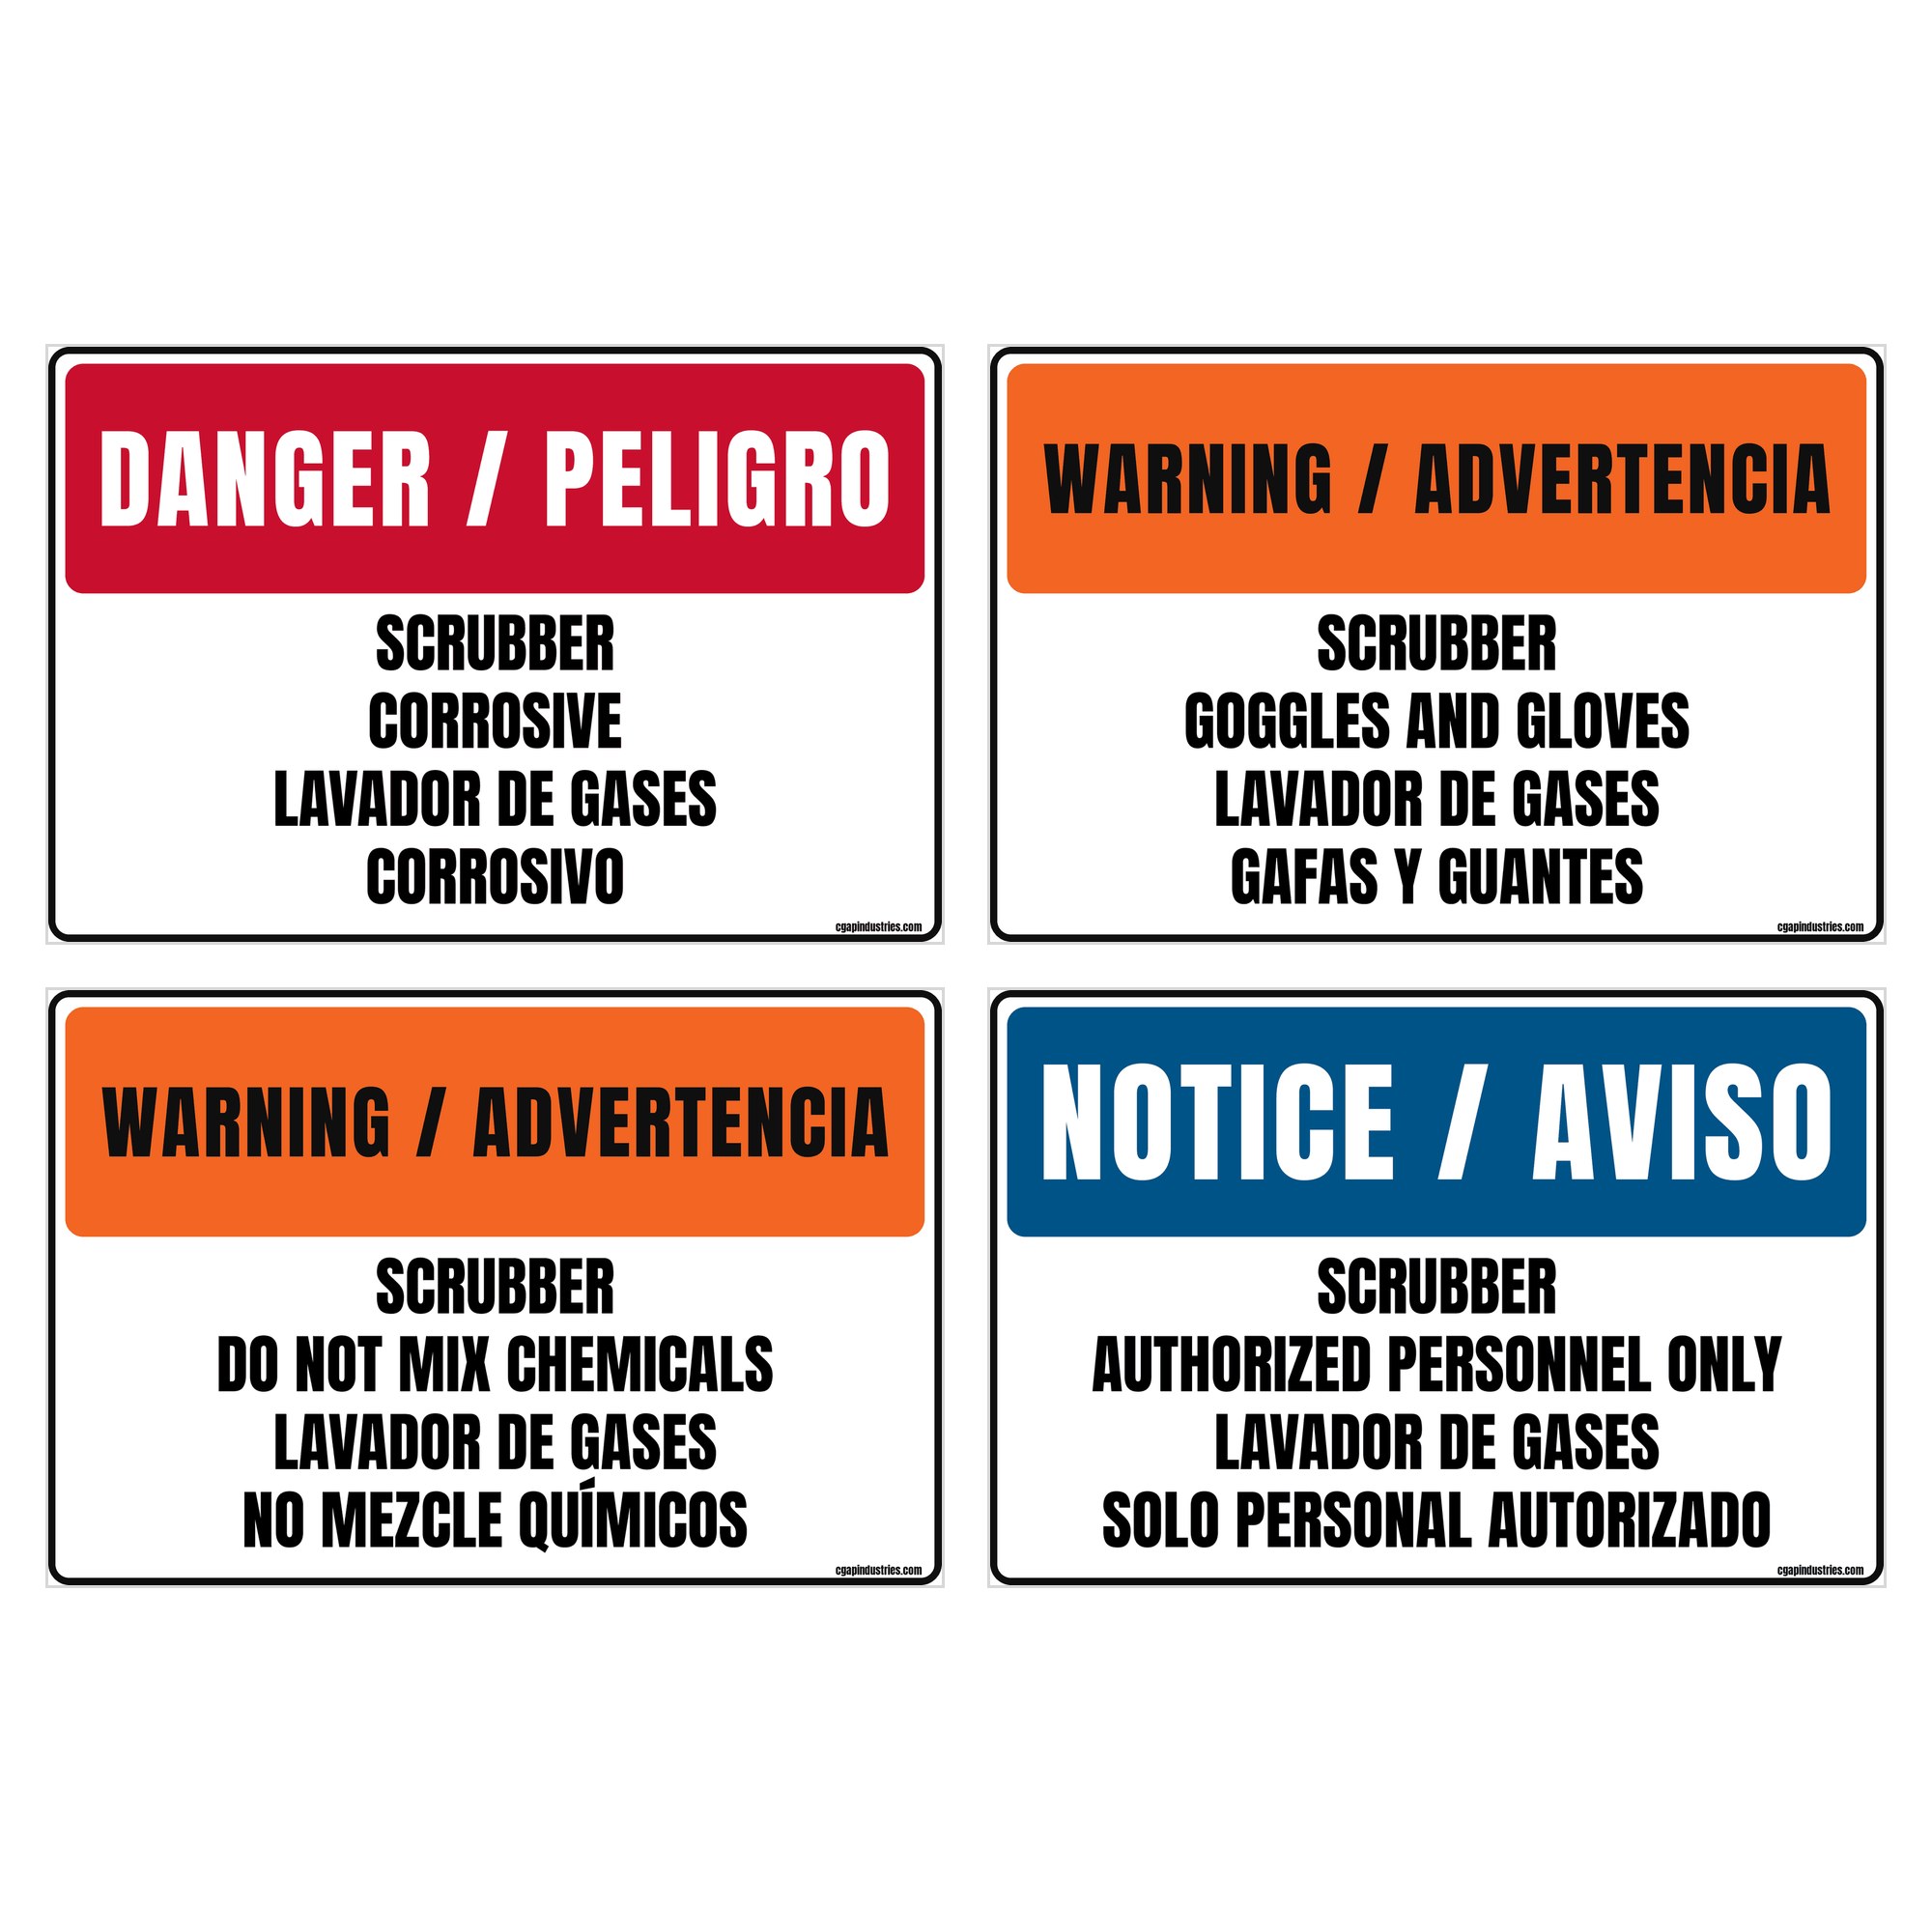 DANGER / PELIGRO
SCRUBBER
CORROSIVE
LAVADOR DE GASES
CORROSIVO
cgapindustries.com
WARNING / ADVERTENCIA
SCRUBBER
GOGGLES AND GLOVES
LAVADOR DE GASES
GAFAS Y GUANTES
cgapindustries.com
WARNING / ADVERTENCIA
SCRUBBER
DO NOT MIX CHEMICALS
LAVADOR DE GASES
NO MEZCLE QUÍMICOS
cgapindustries.com
NOTICE / AVISO
SCRUBBER
AUTHORIZED PERSONNEL ONLY
LAVADOR DE GASES
SOLO PERSONAL AUTORIZADO
cgapindustries.com